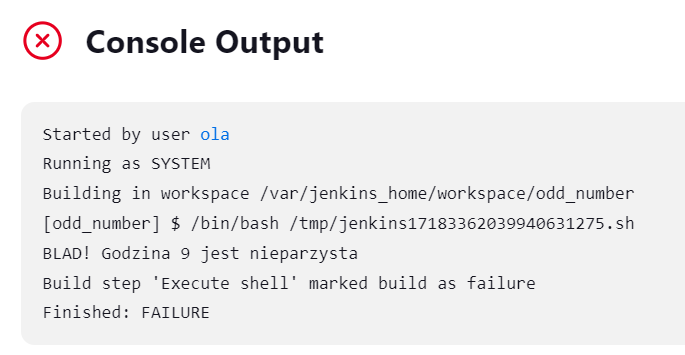 Console Output
Started by user ola
Running as SYSTEM
Building in workspace /var/jenkins_home/workspace/odd_number
[odd_number] $ /bin/bash /tmp/jenkins17183362039940631275.sh
BLAD! Godzina 9 jest nieparzysta
Build step 'Execute shell' marked build as failure
Finished: FAILURE